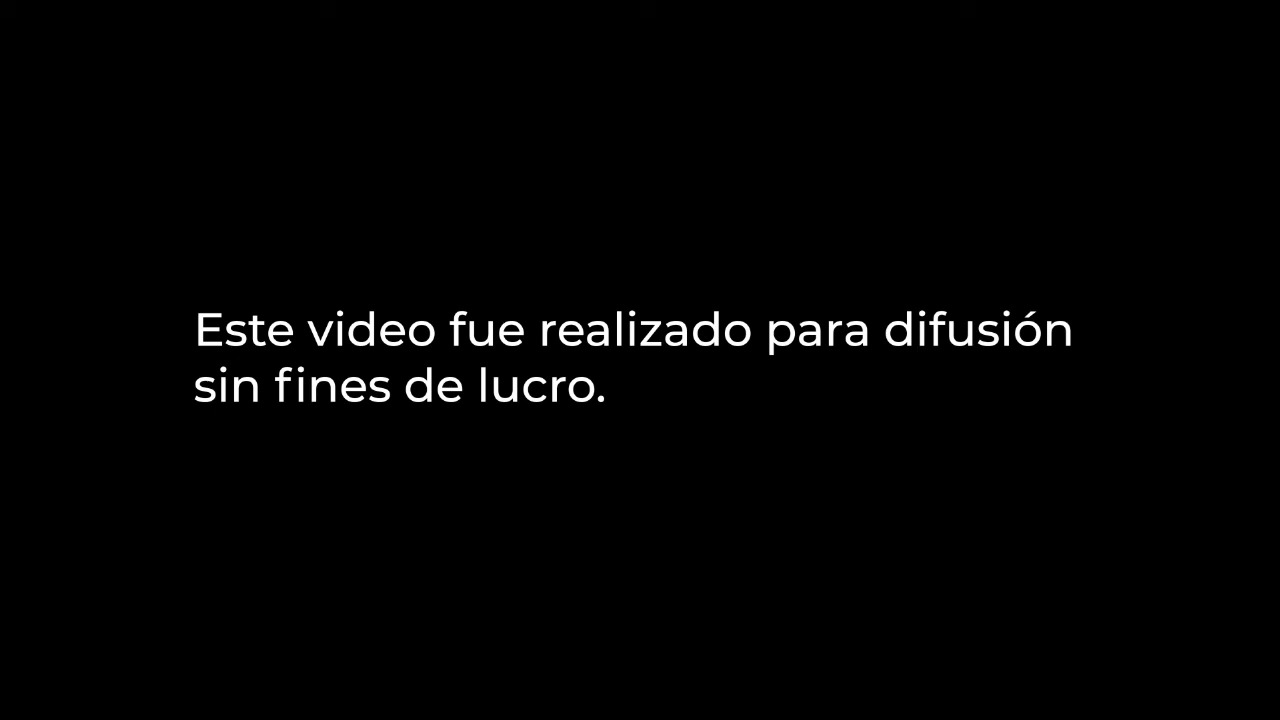 Este video fue realizado para difusión
sin fines de lucro.